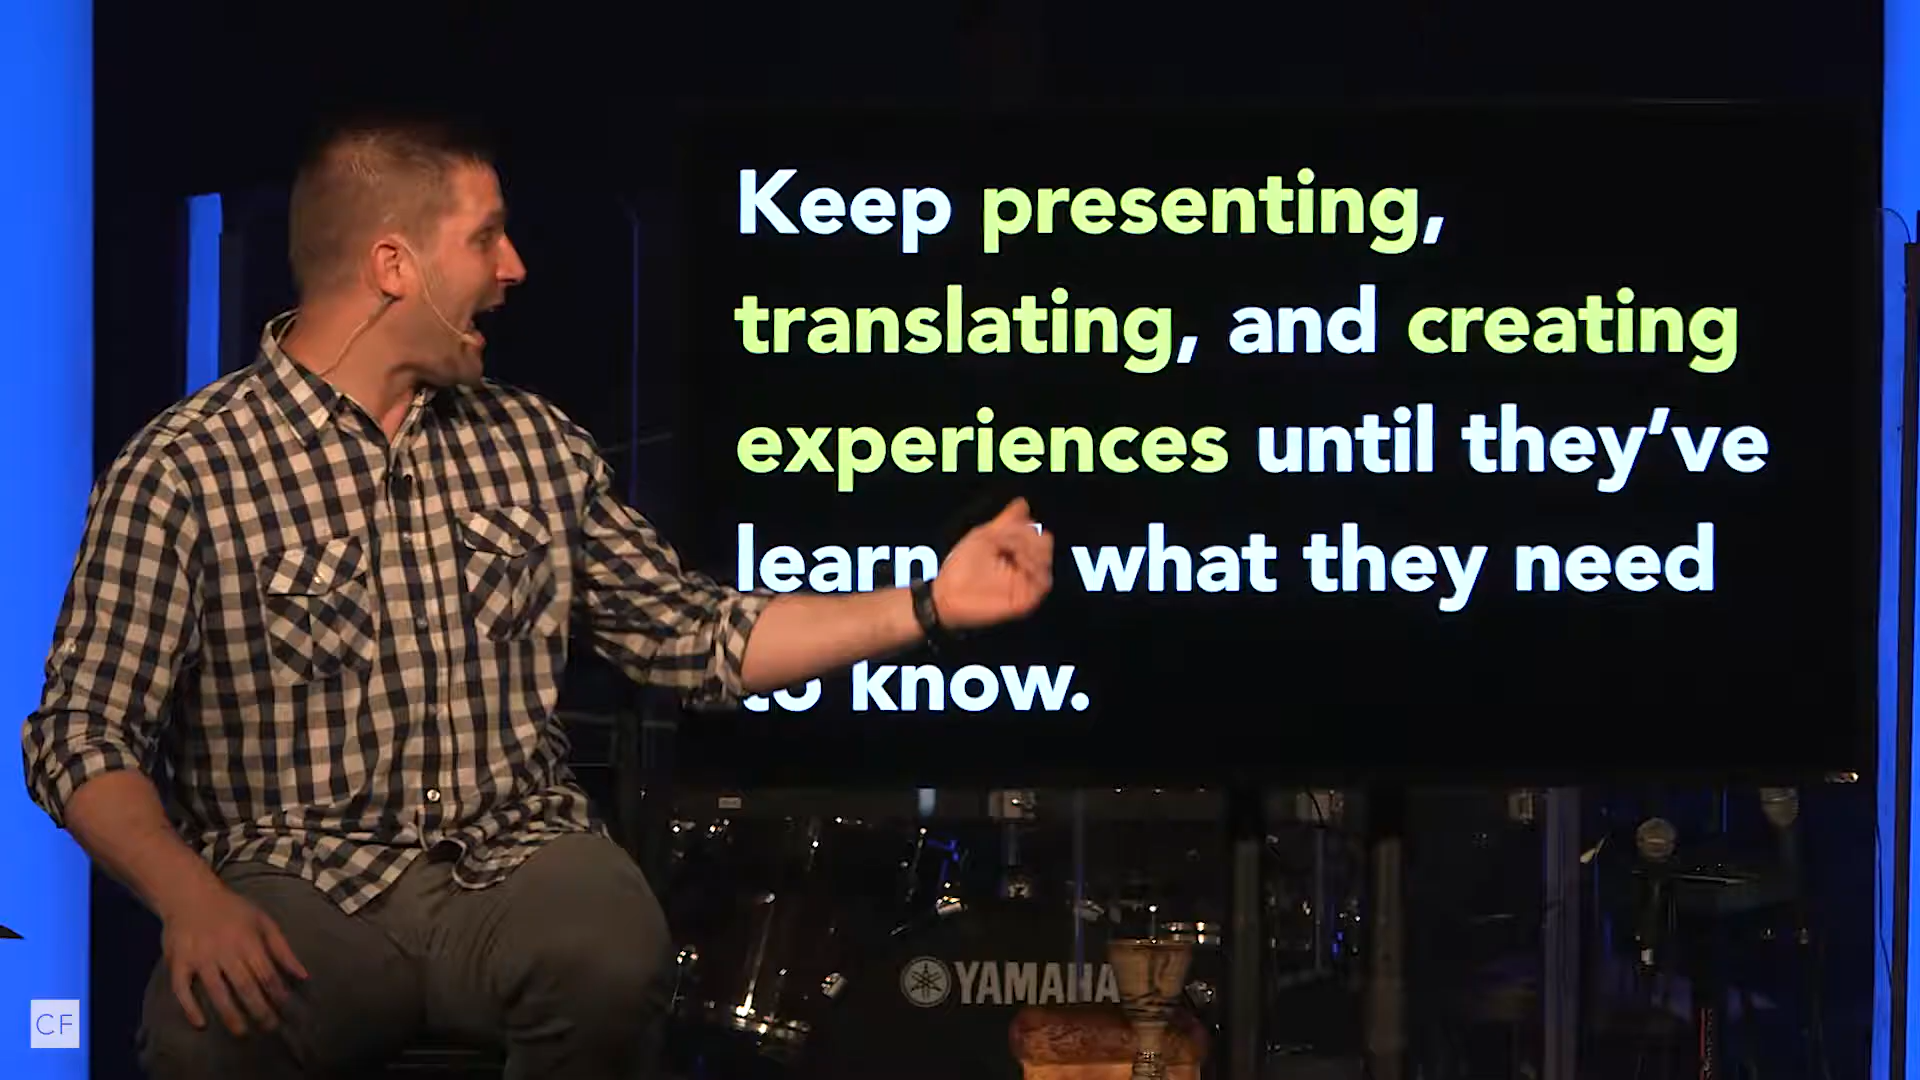 Keep presenting,
translating, and creating
experiences until they’ve
what they need
know.
YAMAHA
CF